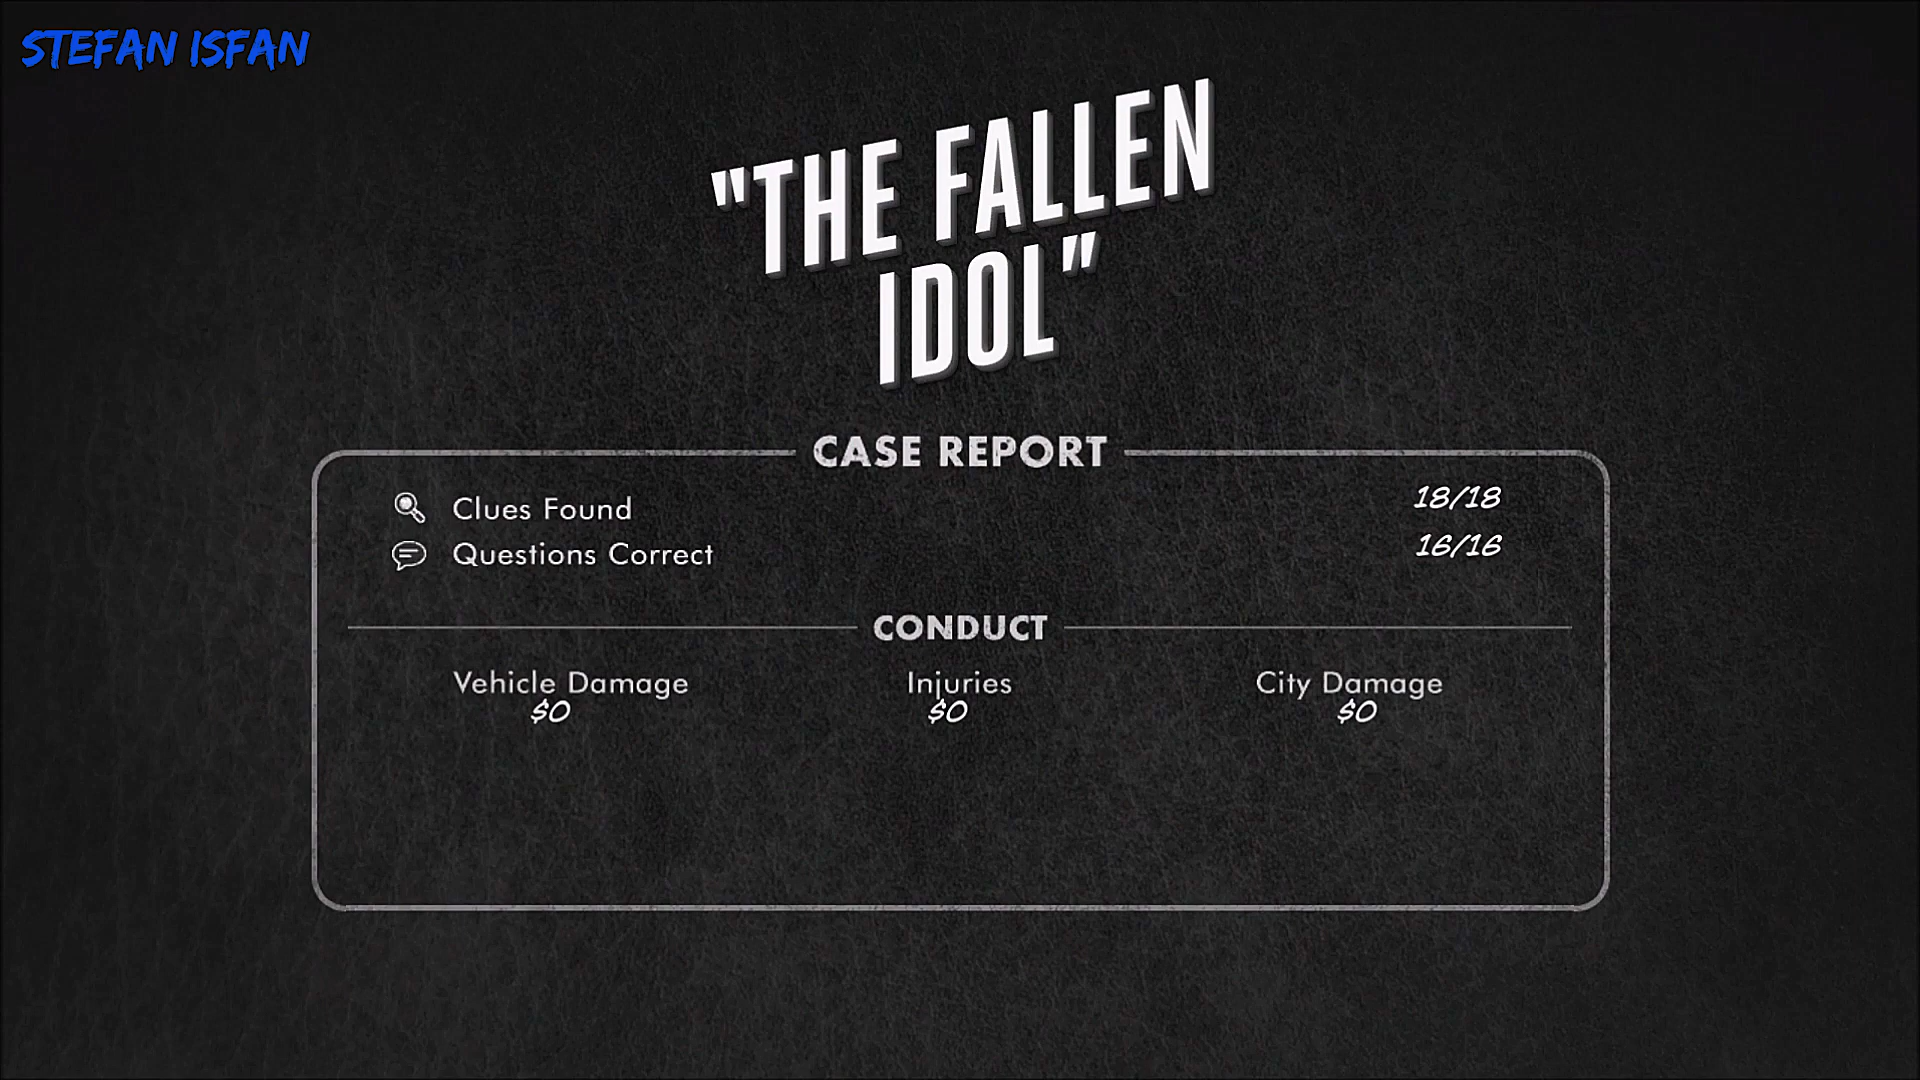 STEFAN ISFAN
"THE FALLEN
IDOL"
CASE REPORT
Clues Found 18/18
Questions Correct 16/16
CONDUCT
Vehicle Damage Injuries City Damage
$0 $0 $0